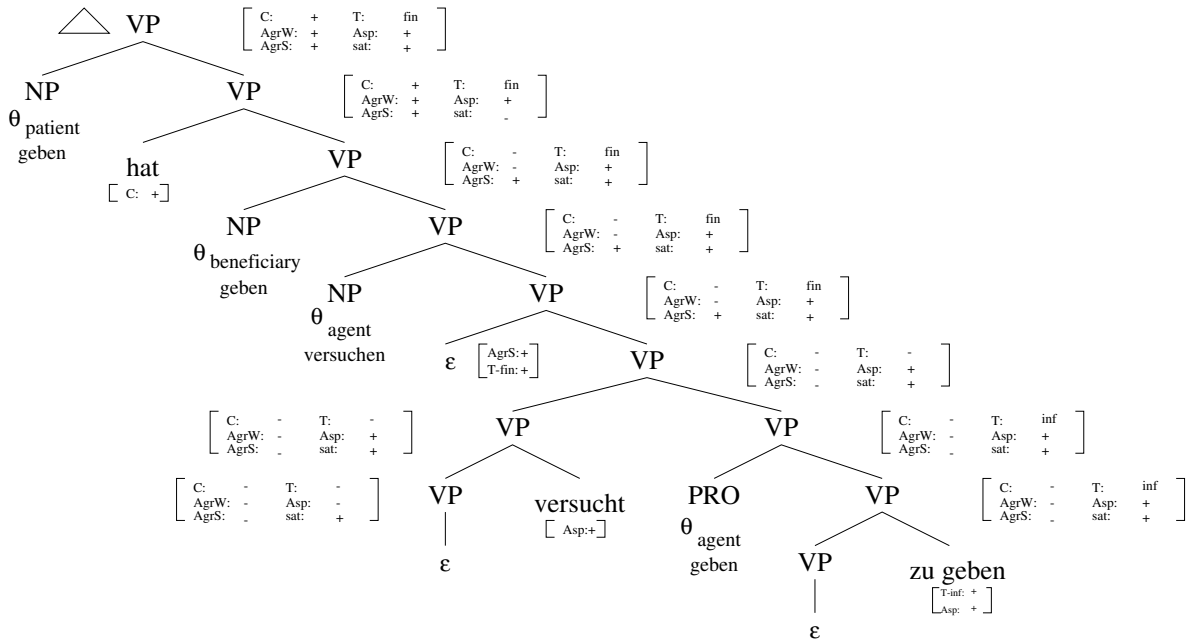 VP
C: + T: fin
AgrW: + Asp: +
AgrS: + sat: +
NP VP
C: + T: fin
AgrW: + Asp: +
AgrS: + sat: -
θ patient
geben
hat
[ C: + ]
VP
C: - T: fin
AgrW: - Asp: +
AgrS: + sat: +
NP VP
C: - T: fin
AgrW: - Asp: +
AgrS: + sat: +
θ beneficiary
geben
NP VP
C: - T: fin
AgrW: - Asp: +
AgrS: + sat: +
θ agent
versuchen
ε
AgrS: +
T-fin: +
VP
C: - T: -
AgrW: - Asp: +
AgrS: - sat: +
C: - T: -
AgrW: - Asp: +
AgrS: - sat: +
VP VP
C: - T: inf
AgrW: - Asp: +
AgrS: - sat: +
C: - T: -
AgrW: - Asp: -
AgrS: - sat: +
VP
versucht
[ Asp:+ ]
PRO VP
C: - T: inf
AgrW: - Asp: +
AgrS: - sat: +
ε
θ agent
geben
VP
zu geben
T-inf: +
Asp: +
ε